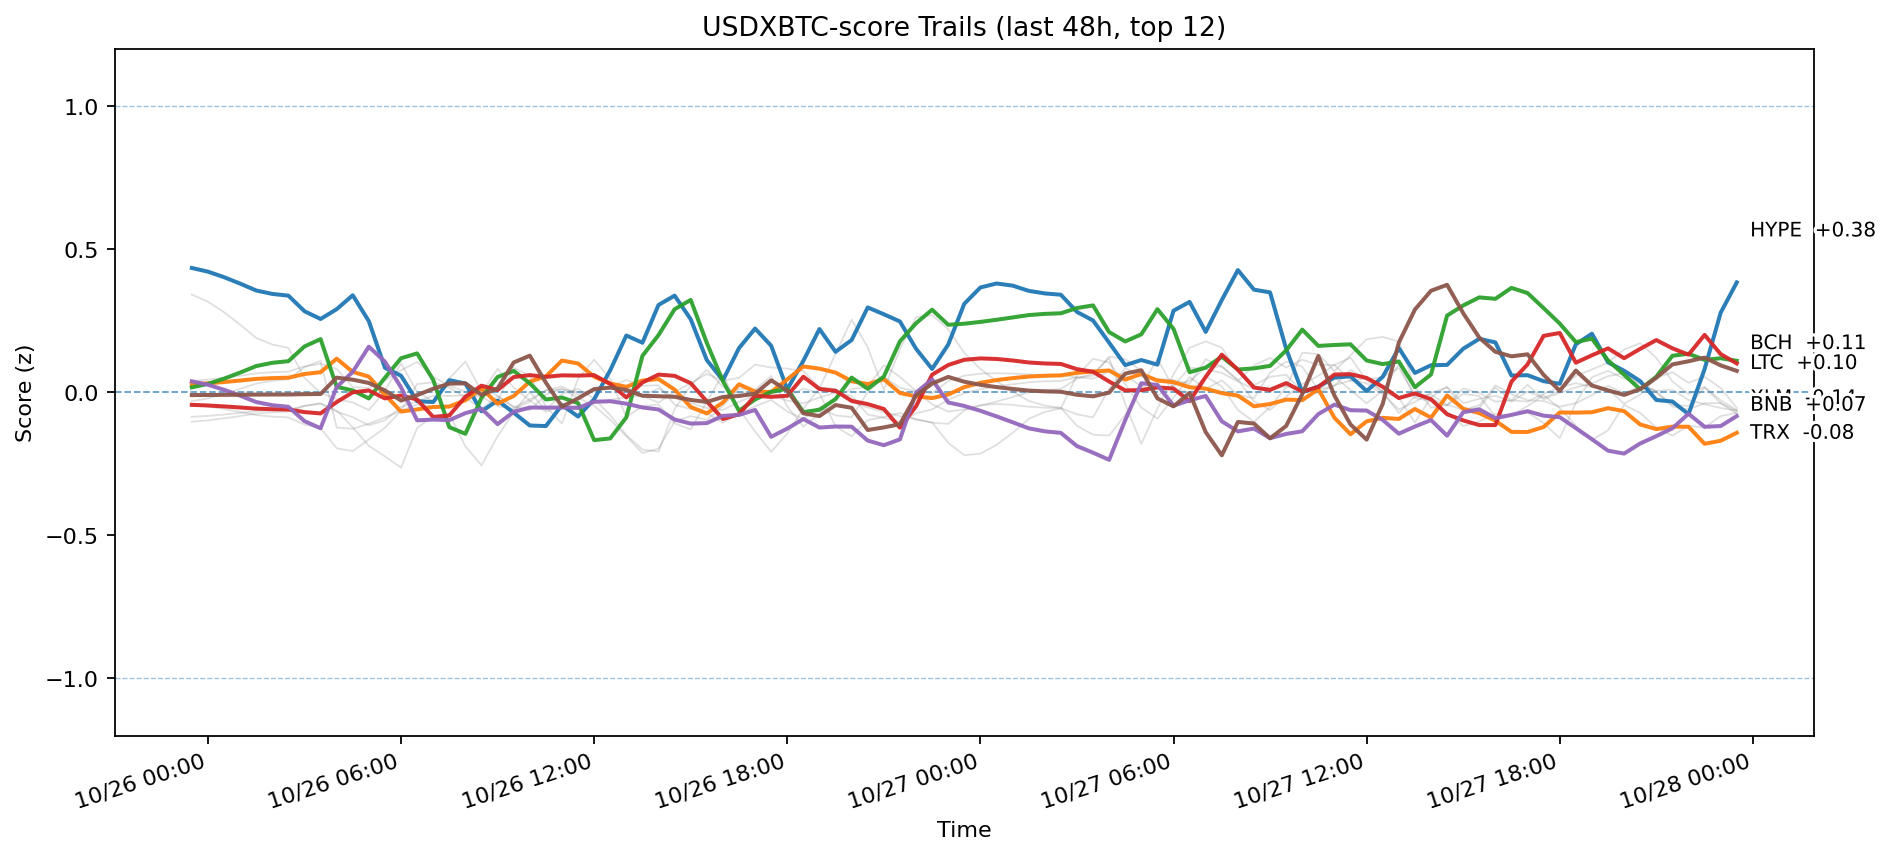 USDXBTC-score Trails (last 48h, top 12)
Score (z)
1.0
0.5
0.0
−0.5
−1.0
HYPE +0.38
BCH +0.11
LTC +0.10
BNB +0.07
TRX -0.08
10/26 00:00
10/26 06:00
10/26 12:00
10/26 18:00
10/27 00:00
10/27 06:00
10/27 12:00
10/27 18:00
10/28 00:00
Time